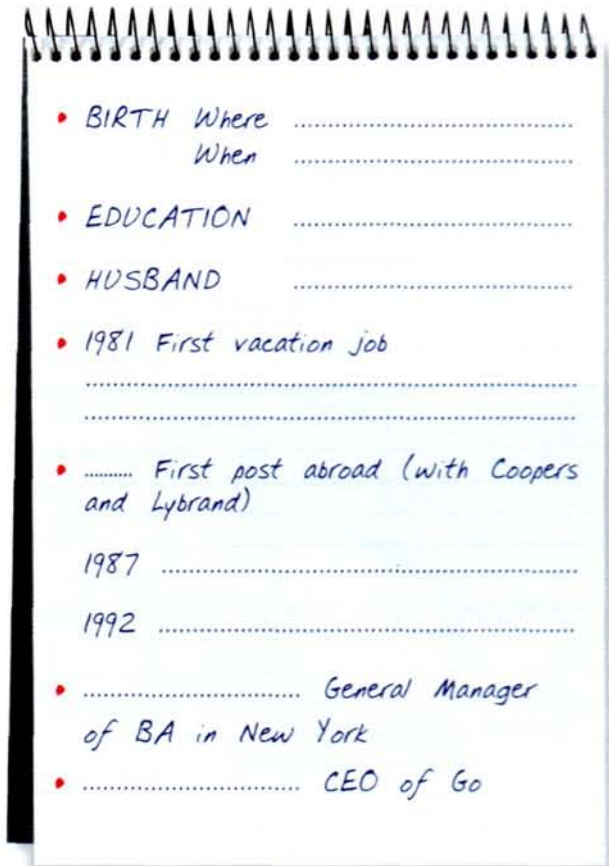 • BIRTH Where ........................................
When ........................................
• EDUCATION ........................................
• HUSBAND ........................................
• 1981 First vacation job
........................................................................
........................................................................
• .......... First post abroad (with Coopers
and Lybrand)
1987 ............................................................
1992 ............................................................
• ............................... General Manager
of BA in New York
• ............................... CEO of Go